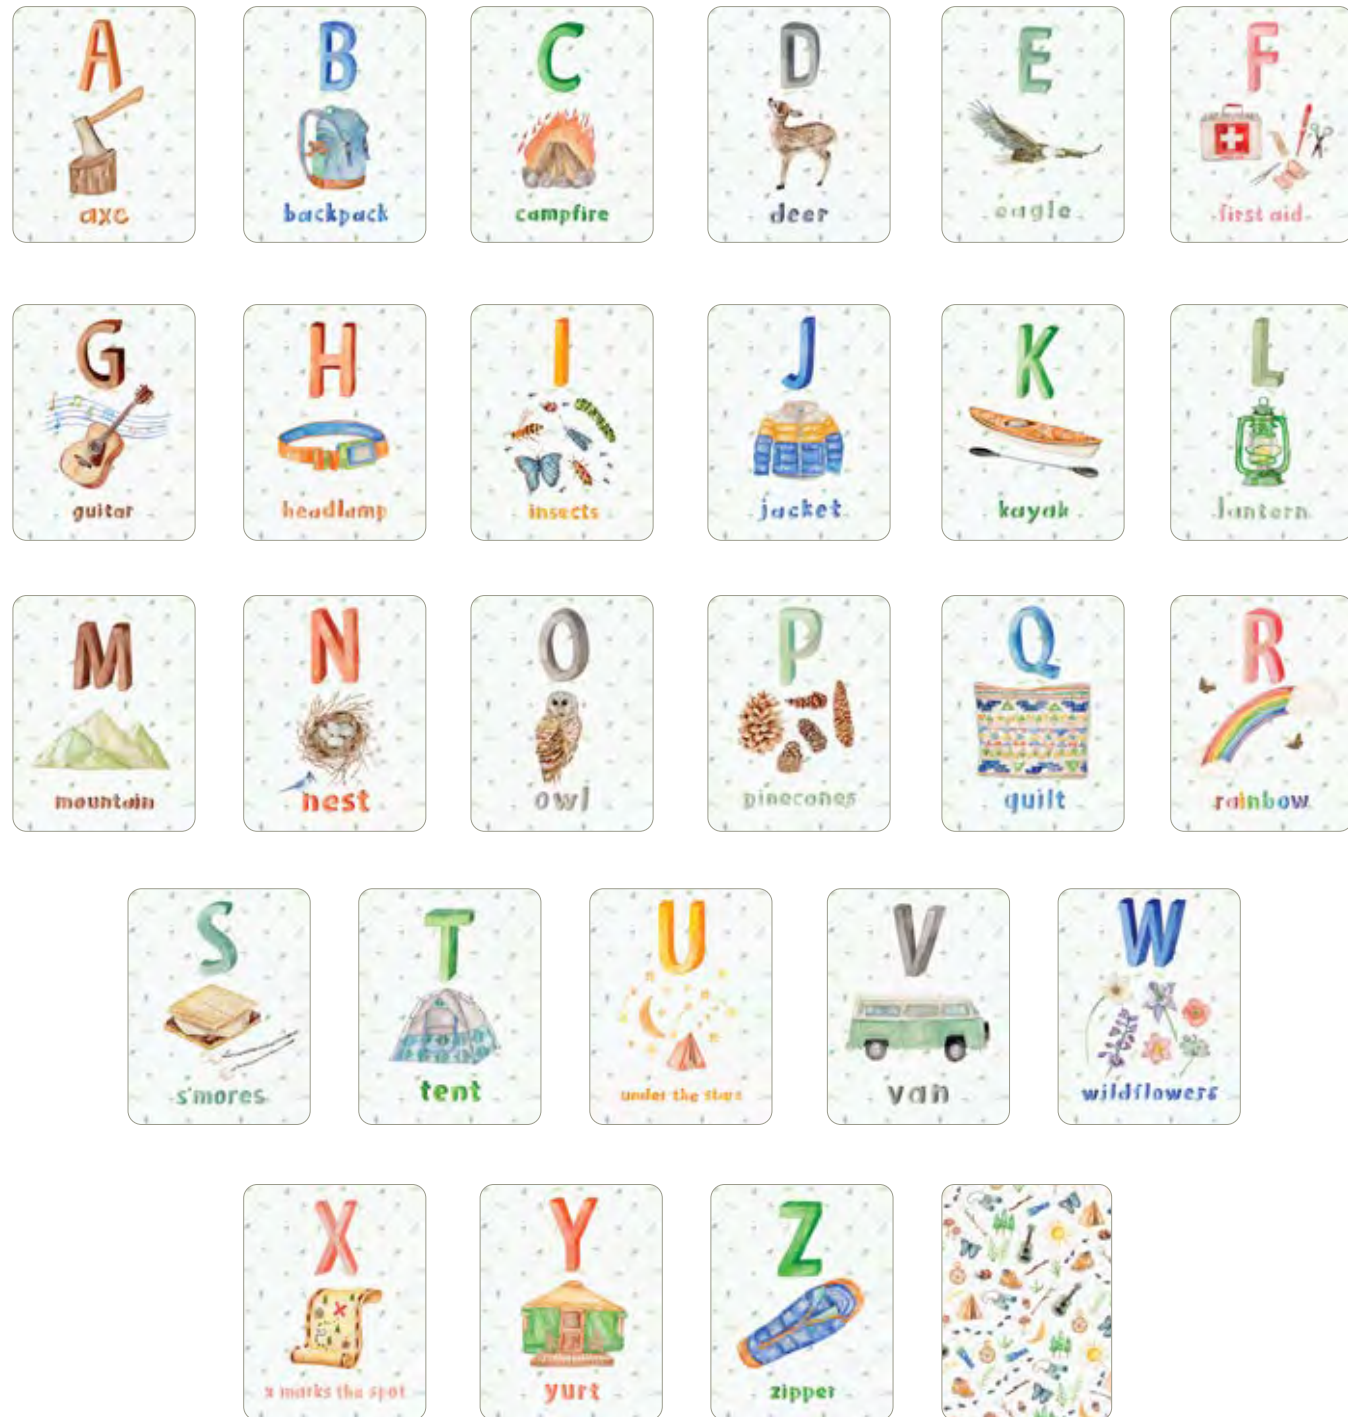 A
axe
B
backpack
C
campfire
D
deer
E
eagle
F
first aid
G
guitar
H
headlamp
I
insects
J
jacket
K
kayak
L
lantern
M
mountain
N
nest
O
owl
P
pinecones
Q
quilt
R
rainbow
S
s'mores
T
tent
U
under the stars
V
van
W
wildflowers
X
x marks the spot
Y
yurt
Z
zipper